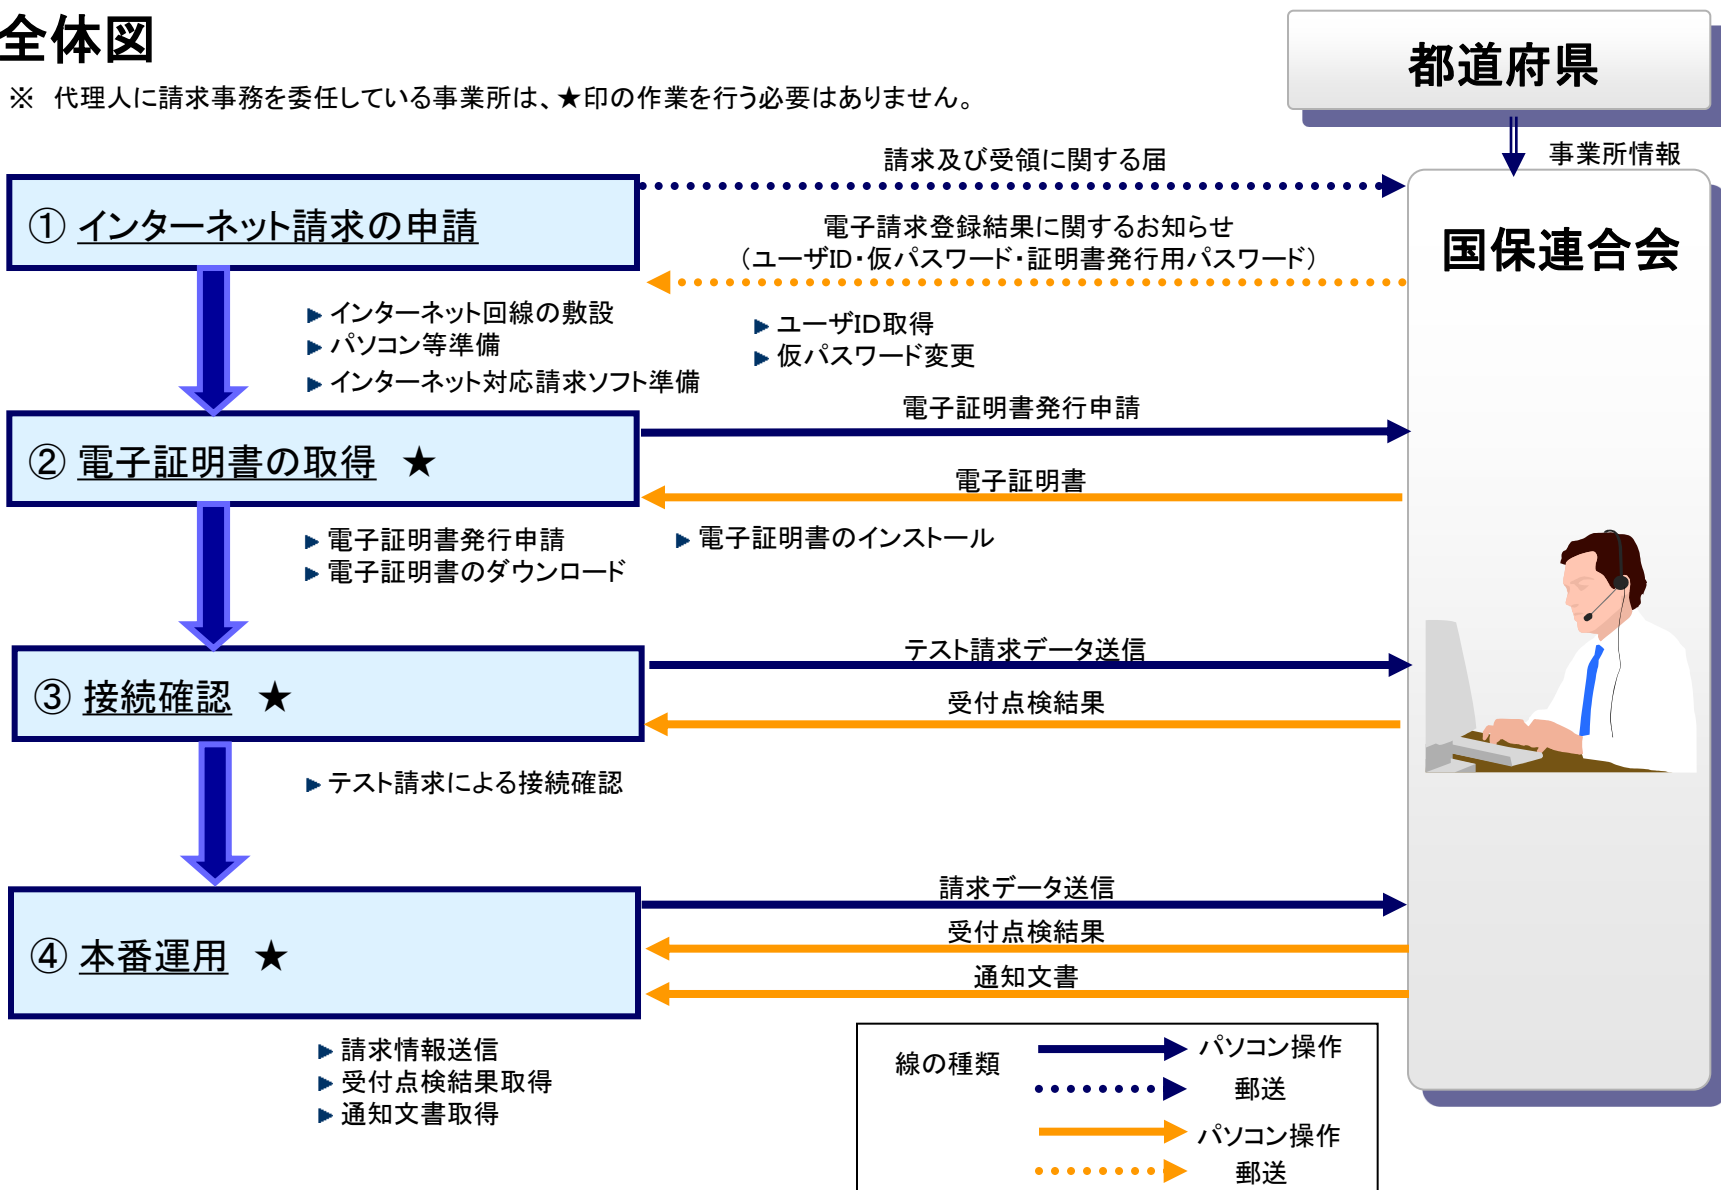 全体図
※　代理人に請求事務を委任している事業所は、★印の作業を行う必要はありません。
都道府県
事業所情報
国保連合会
請求及び受領に関する届
① インターネット請求の申請
電子請求登録結果に関するお知らせ
（ユーザID・仮パスワード・証明書発行用パスワード）
インターネット回線の敷設
パソコン等準備
インターネット対応請求ソフト準備
ユーザID取得
仮パスワード変更
電子証明書発行申請
② 電子証明書の取得　★
電子証明書
電子証明書発行申請
電子証明書のダウンロード
電子証明書のインストール
テスト請求データ送信
③ 接続確認　★
受付点検結果
テスト請求による接続確認
請求データ送信
④ 本番運用　★
受付点検結果
通知文書
請求情報送信
受付点検結果取得
通知文書取得
線の種類
パソコン操作
郵送
パソコン操作
郵送